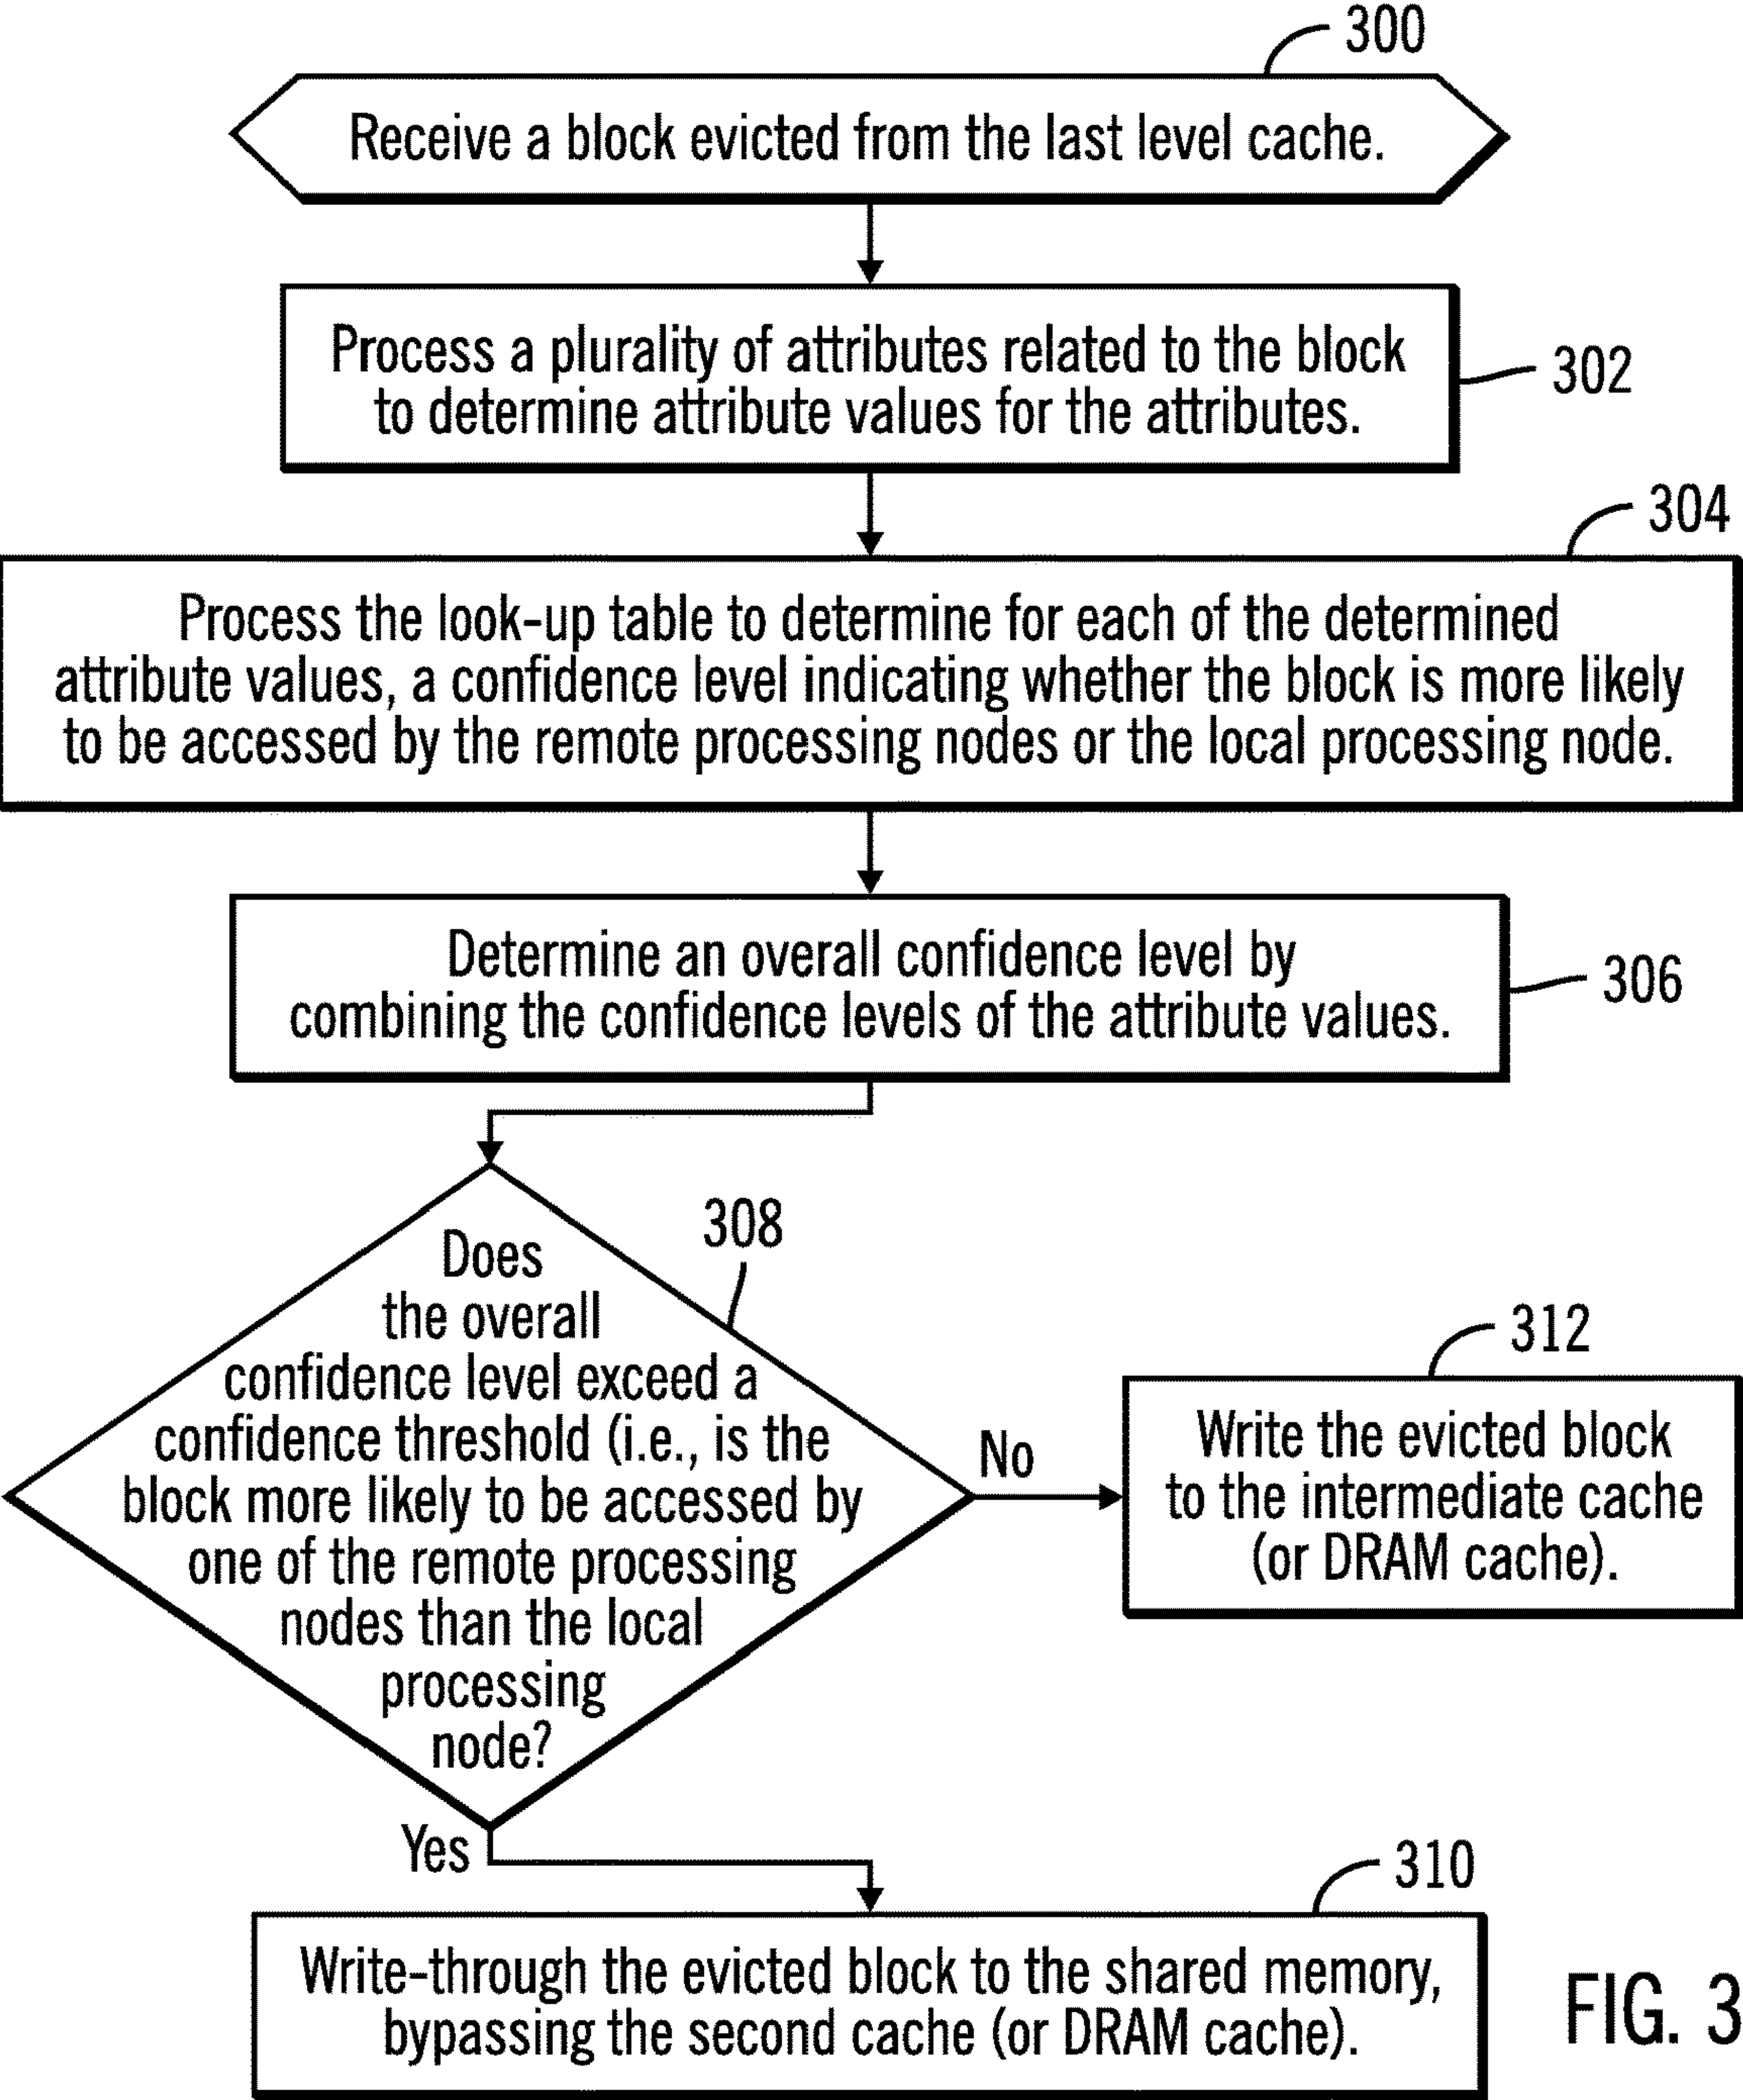 300
Receive a block evicted from the last level cache.
Process a plurality of attributes related to the block
to determine attribute values for the attributes.
302
304
Process the look-up table to determine for each of the determined
attribute values, a confidence level indicating whether the block is more likely
to be accessed by the remote processing nodes or the local processing node.
Determine an overall confidence level by
combining the confidence levels of the attribute values.
306
308
Does
the overall
confidence level exceed a
confidence threshold (i.e., is the
block more likely to be accessed by
one of the remote processing
nodes than the local
processing
node?
No
312
Write the evicted block
to the intermediate cache
(or DRAM cache).
Yes
310
Write-through the evicted block to the shared memory,
bypassing the second cache (or DRAM cache).
FIG. 3